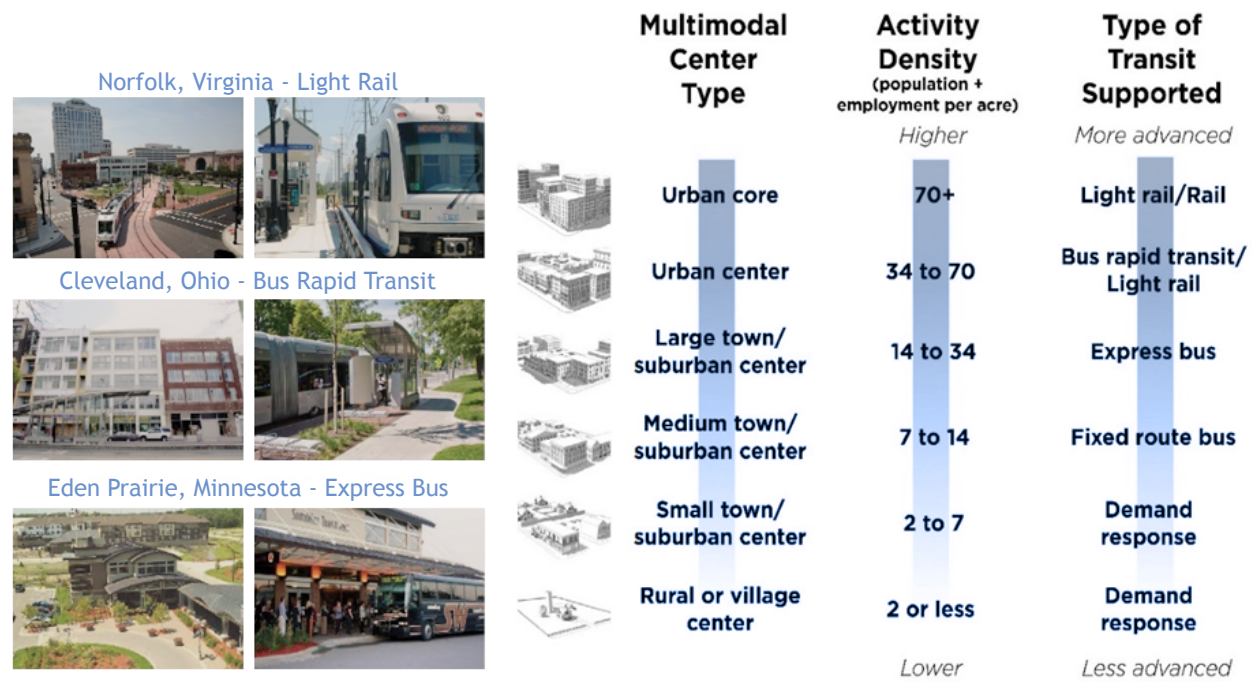 Norfolk, Virginia - Light Rail
Cleveland, Ohio - Bus Rapid Transit
Eden Prairie, Minnesota - Express Bus
Multimodal
Center
Type
Activity
Density
(population +
employment per acre)
Higher
Type of
Transit
Supported
More advanced
Urban core
70+
Light rail/Rail
Urban center
34 to 70
Bus rapid transit/
Light rail
Large town/
suburban center
14 to 34
Express bus
Medium town/
suburban center
7 to 14
Fixed route bus
Small town/
suburban center
2 to 7
Demand
response
Rural or village
center
2 or less
Demand
response
Lower
Less advanced